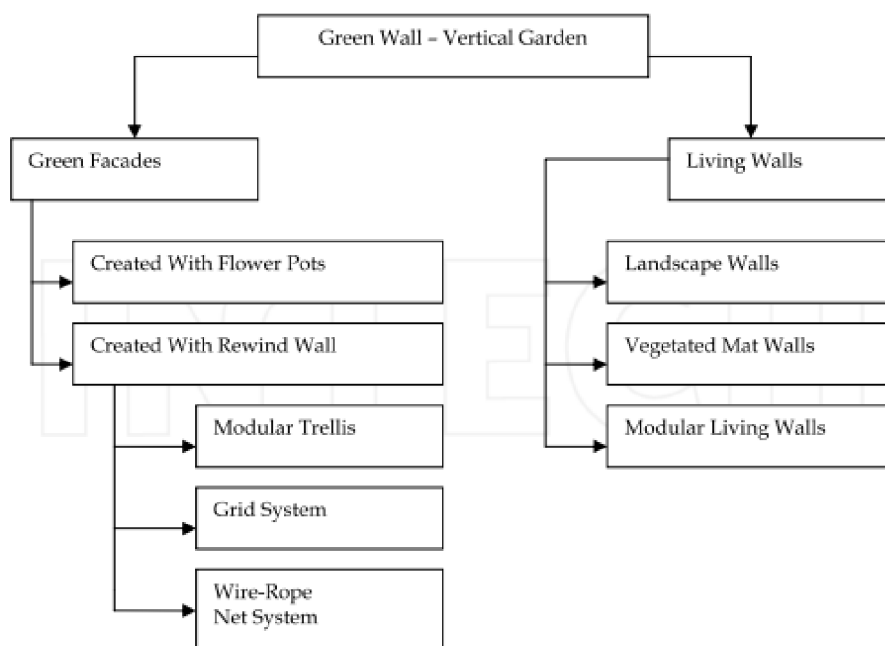 Green Wall – Vertical Garden
Green Facades
Living Walls
Created With Flower Pots
Landscape Walls
Created With Rewind Wall
Vegetated Mat Walls
Modular Trellis
Modular Living Walls
Grid System
Wire-Rope
Net System